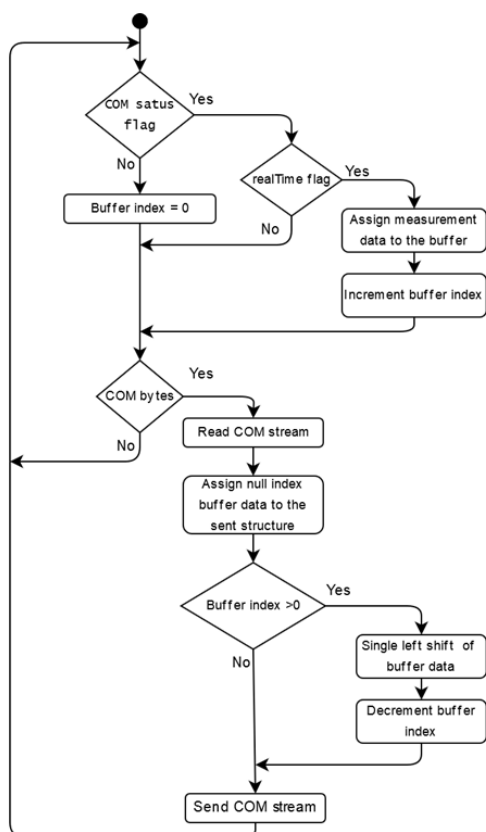 COM satus
flag
Yes
No
realTime flag
Yes
No
Buffer index = 0
Assign measurement
data to the buffer
Increment buffer index
COM bytes
Yes
No
Read COM stream
Assign null index
buffer data to the
sent structure
Buffer index >0
Yes
No
Single left shift of
buffer data
Decrement buffer
index
Send COM stream